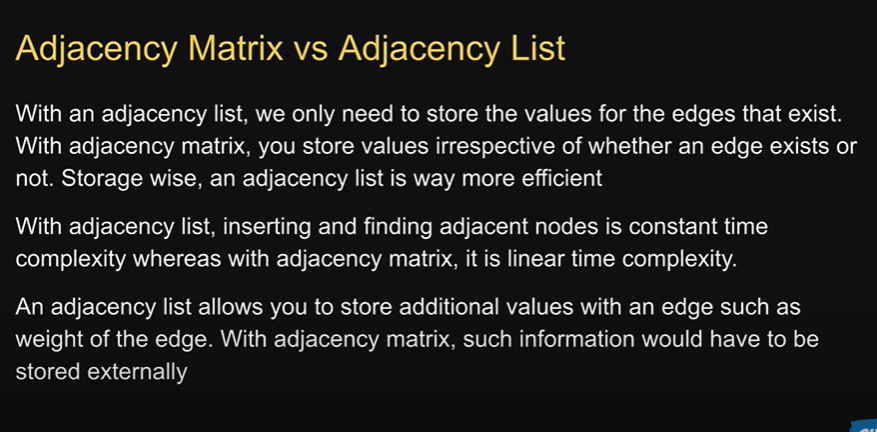 Adjacency Matrix vs Adjacency List
With an adjacency list, we only need to store the values for the edges that exist.
With adjacency matrix, you store values irrespective of whether an edge exists or
not. Storage wise, an adjacency list is way more efficient
With adjacency list, inserting and finding adjacent nodes is constant time
complexity whereas with adjacency matrix, it is linear time complexity.
An adjacency list allows you to store additional values with an edge such as
weight of the edge. With adjacency matrix, such information would have to be
stored externally